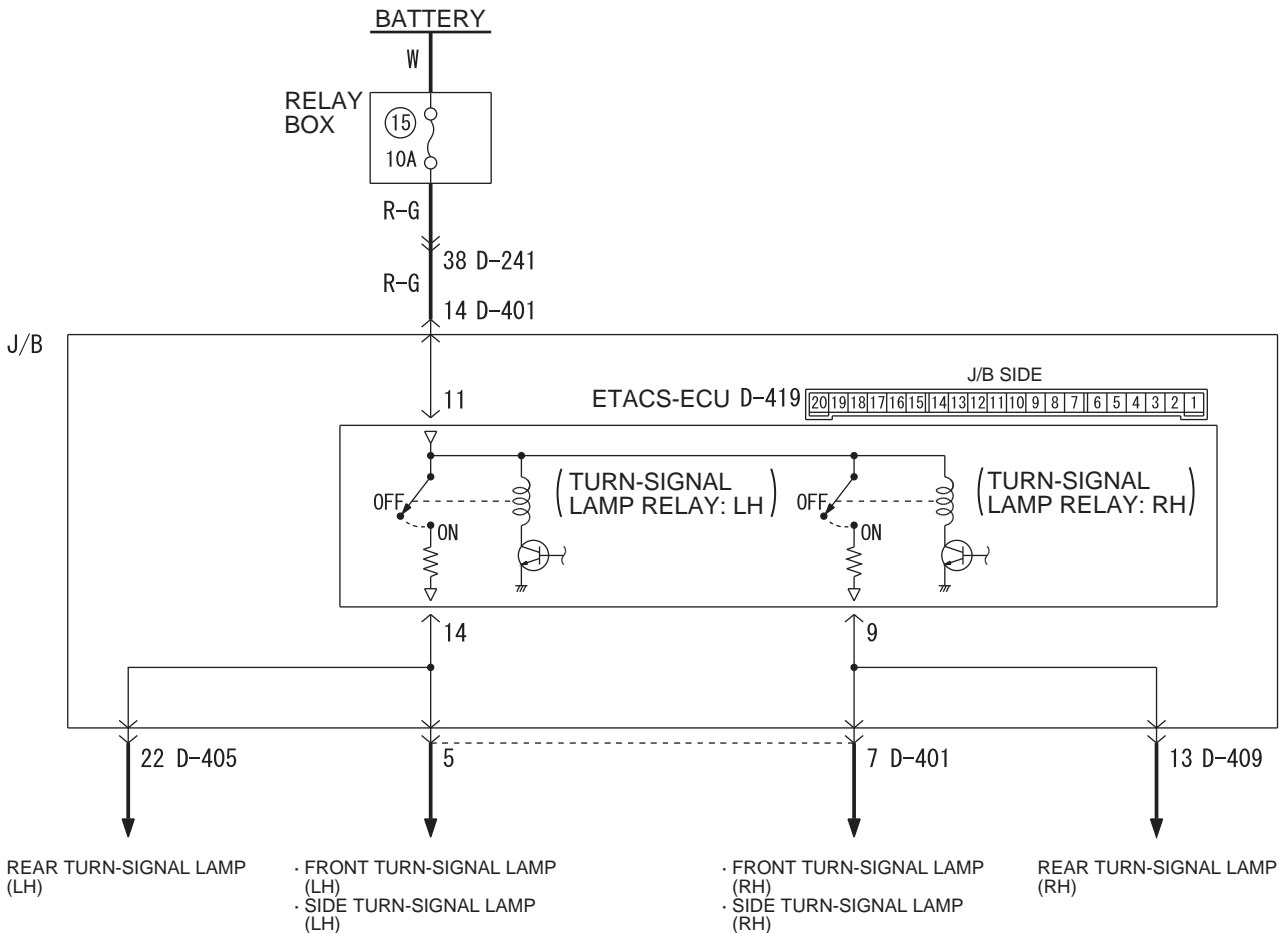 BATTERY
W
RELAY
BOX
15
10A
R-G
38 D-241
R-G
14 D-401
J/B
J/B SIDE
11
ETACS-ECU D-419
20 19 18 17 16 15 14 13 12 11 10 9 8 7 6 5 4 3 2 1
(TURN-SIGNAL
LAMP RELAY: LH)
(TURN-SIGNAL
LAMP RELAY: RH)
OFF
ON
OFF
ON
14
9
22 D-405
5
7 D-401
13 D-409
REAR TURN-SIGNAL LAMP
(LH)
· FRONT TURN-SIGNAL LAMP
(LH)
· SIDE TURN-SIGNAL LAMP
(LH)
· FRONT TURN-SIGNAL LAMP
(RH)
· SIDE TURN-SIGNAL LAMP
(RH)
REAR TURN-SIGNAL LAMP
(RH)